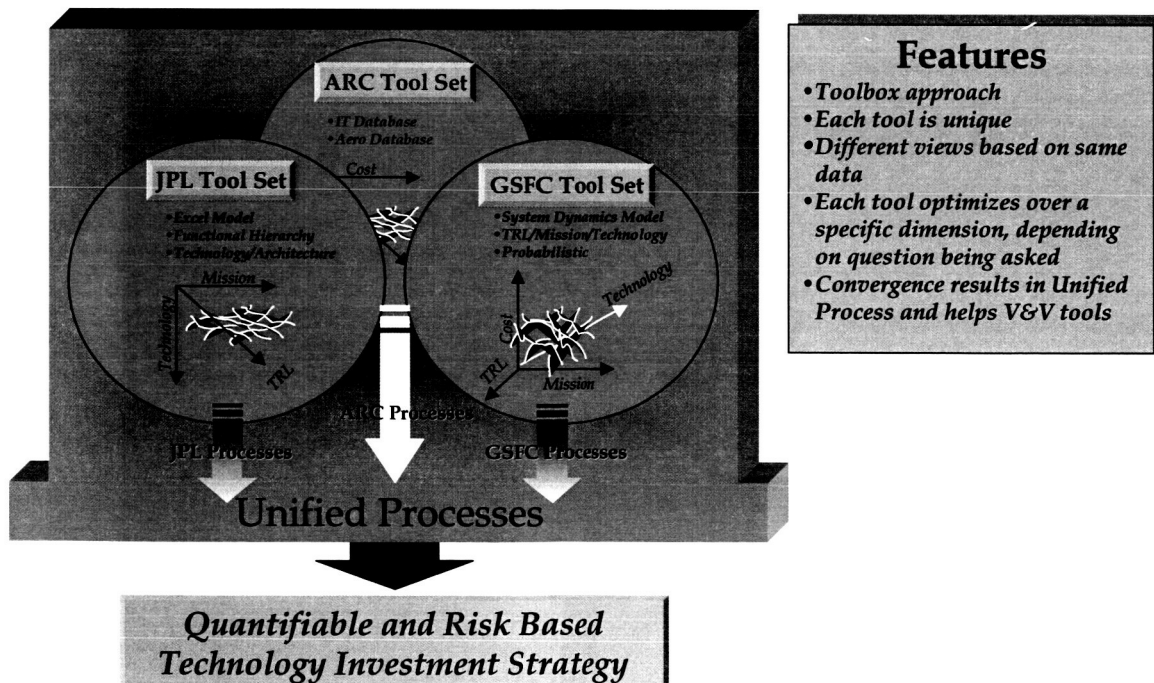 ARC Tool Set
•IT Database
•Aero Database
Cost
JPL Tool Set
•Excel Model
•Functional Hierarchy
•Technology/Architecture
Mission
Technology
TRL
GSFC Tool Set
•System Dynamics Model
•TRL/Mission/Technology
•Probabilistic
Technology
Cost
TRL
Mission
ARC Processes
JPL Processes
GSFC Processes
Unified Processes
Quantifiable and Risk Based
Technology Investment Strategy
Features
•Toolbox approach
•Each tool is unique
•Different views based on same
data
•Each tool optimizes over a
specific dimension, depending
on question being asked
•Convergence results in Unified
Process and helps V&V tools